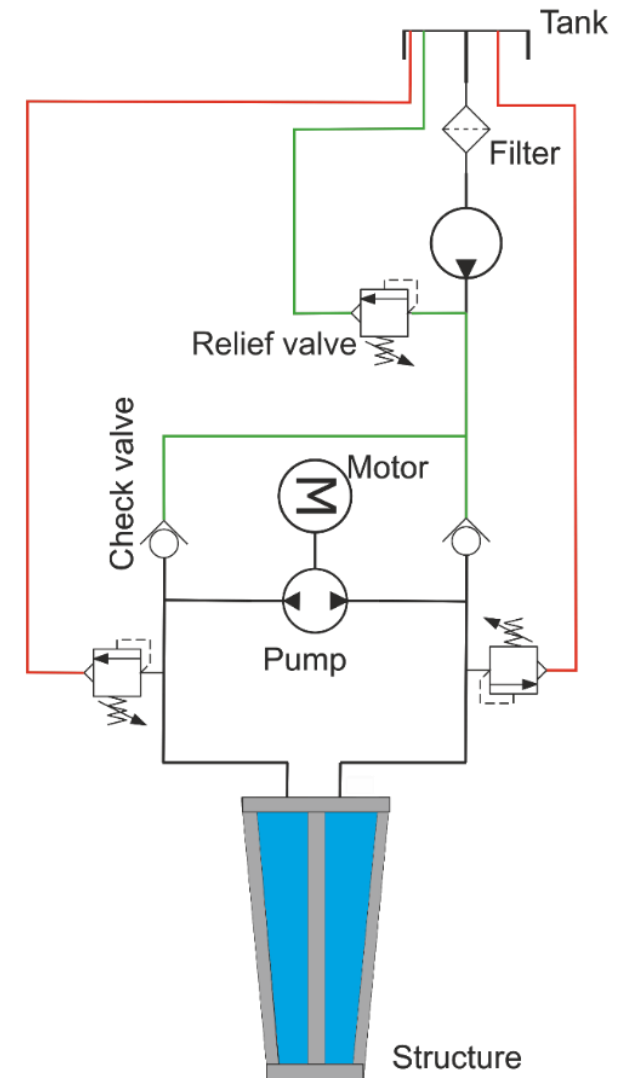 Tank
Filter
Relief valve
Check valve
Motor
M
Pump
Structure